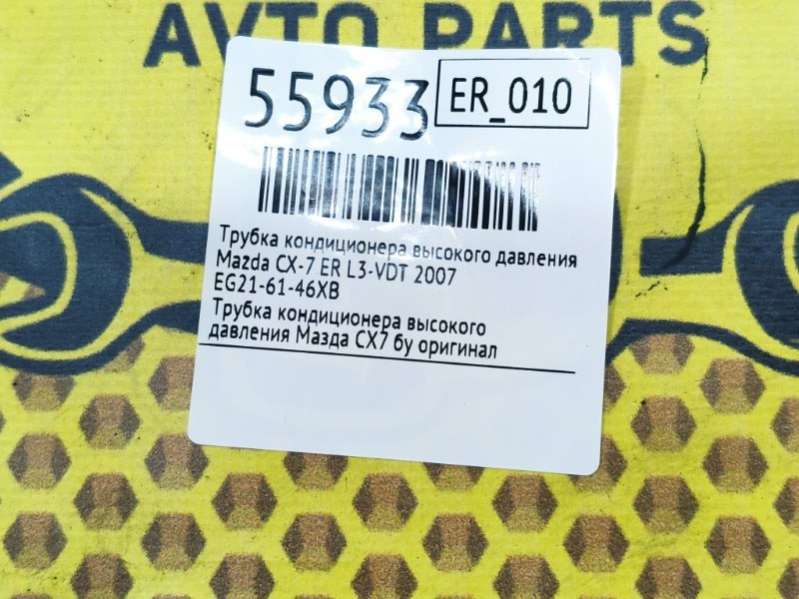 AVTO PARTS
55933
ER_010
Трубка кондиционера высокого давления
Mazda CX-7 ER L3-VDT 2007
EG21-61-46XB
Трубка кондиционера высокого
давления Мазда СХ7 бу оригинал